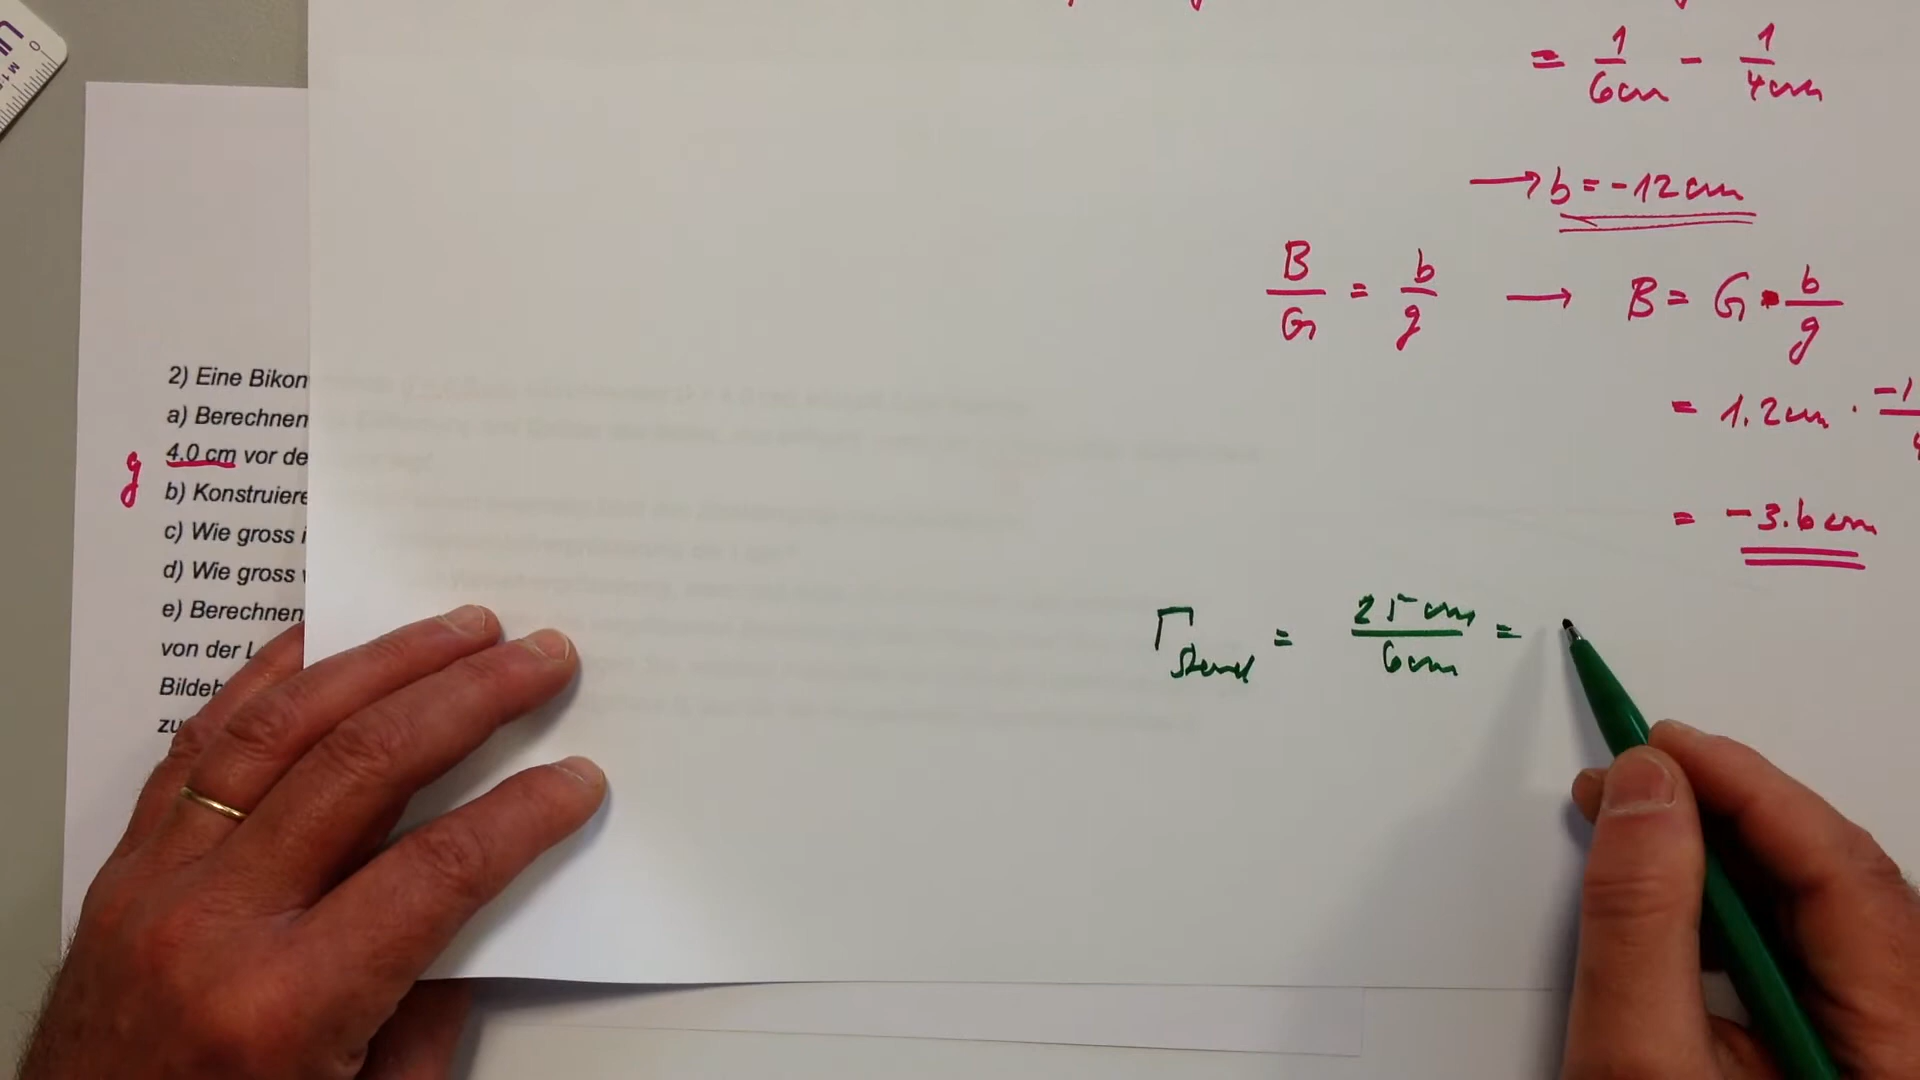 = 1/6cm - 1/4cm
→ b = -12cm
B/G = b/g → B = G • b/g
= 1.2cm · -1
= -3.6cm
2) Eine Bikon
a) Berechnen
g 4.0 cm vor de
b) Konstruiere
c) Wie gross i
d) Wie gross
e) Berechnen
von der L
Bildeb
zu
Γ = 25cm/6cm =